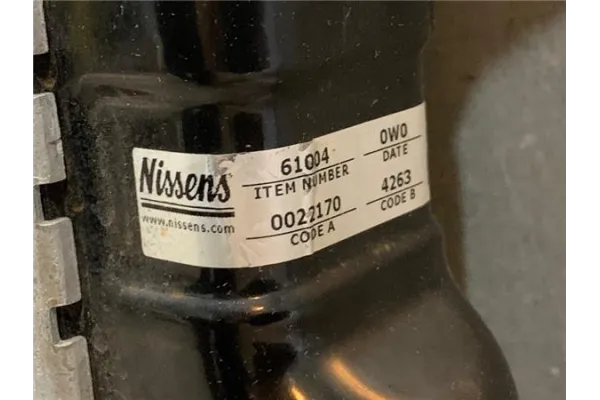 Nissens
www.nissens.com
61004
ITEM NUMBER
0W0
DATE
0022170
CODE A
4263
CODE B